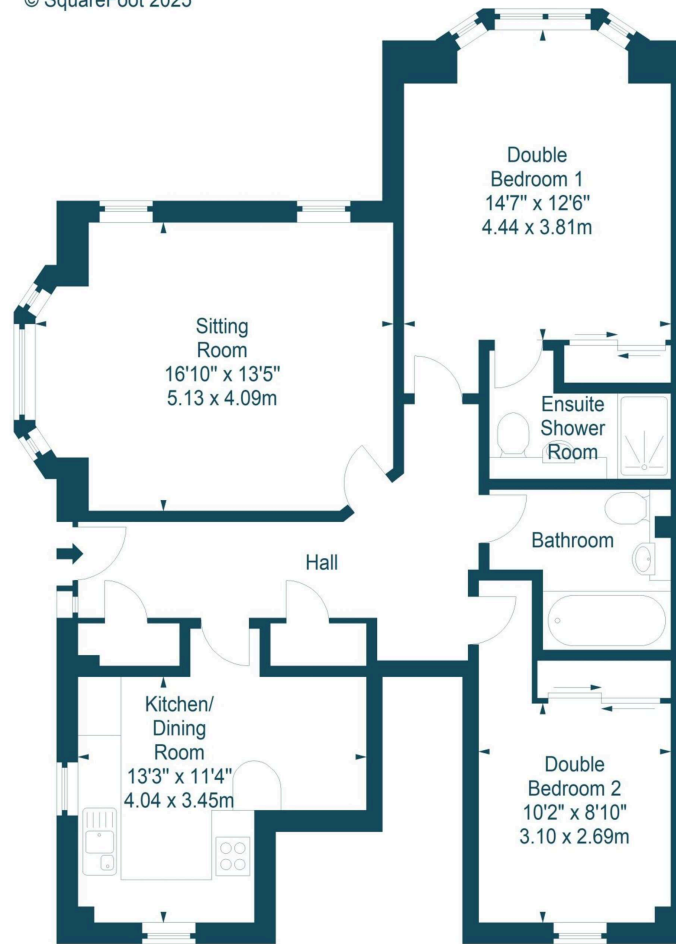 © SquareFoot 2025
Double
Bedroom 1
14'7" x 12'6"
4.44 x 3.81m
Sitting
Room
16'10" x 13'5"
5.13 x 4.09m
Ensuite
Shower
Room
Bathroom
Hall
Kitchen/
Dining
Room
13'3" x 11'4"
4.04 x 3.45m
Double
Bedroom 2
10'2" x 8'10"
3.10 x 2.69m